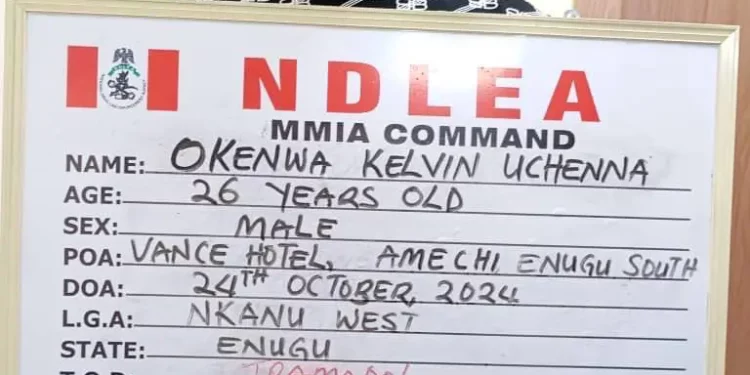 NDLEA
MMIA COMMAND
NAME: OKENWA KELVIN UCHENNA
AGE: 26 YEARS OLD
SEX: MALE
POA: VANCE HOTEL, AMECHI ENUGU SOUTH
DOA: 24TH OCTOBER, 2024
L.G.A: NKANU WEST
STATE: ENUGU